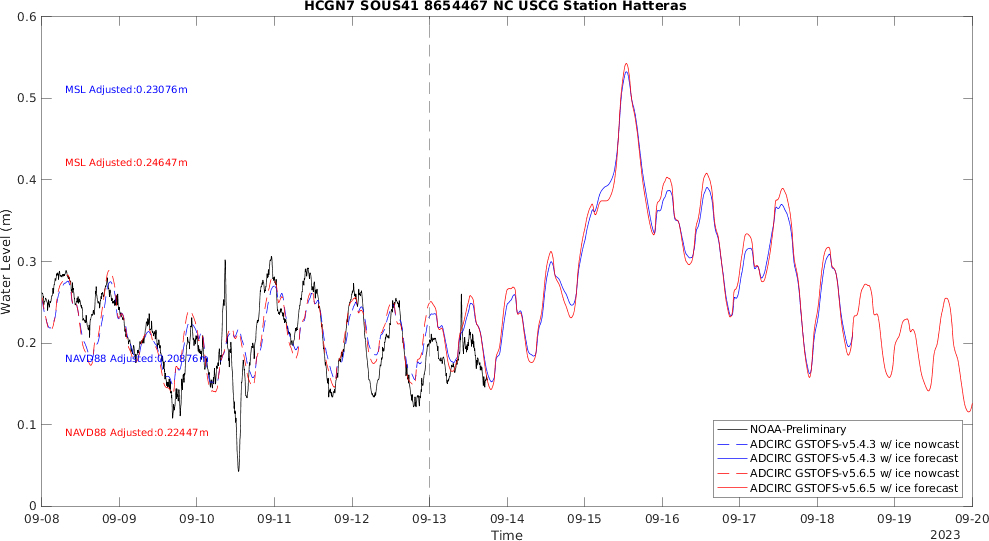 HCGN7 SOUS41 8654467 NC USCG Station Hatteras
0.6
0.5
0.4
0.3
0.2
0.1
0
Water Level (m)
MSL Adjusted:0.23076m
MSL Adjusted:0.24647m
NAVD88 Adjusted:0.20876m
NAVD88 Adjusted:0.22447m
NOAA-Preliminary
ADCIRC GSTOFS-v5.4.3 w/ ice nowcast
ADCIRC GSTOFS-v5.4.3 w/ ice forecast
ADCIRC GSTOFS-v5.6.5 w/ ice nowcast
ADCIRC GSTOFS-v5.6.5 w/ ice forecast
09-08 09-09 09-10 09-11 09-12 09-13 09-14 09-15 09-16 09-17 09-18 09-19 09-20
Time
2023